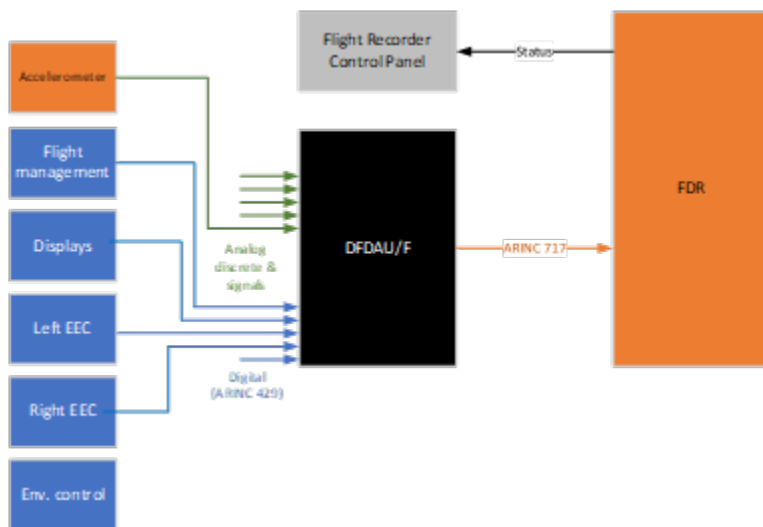 Flight Recorder
Control Panel
Status
Accelerometer
Flight
management
FDR
Displays
DFDAU/F
ARINC 717
Analog
discrete &
signals
Left EEC
Digital
(ARINC 429)
Right EEC
Env. control